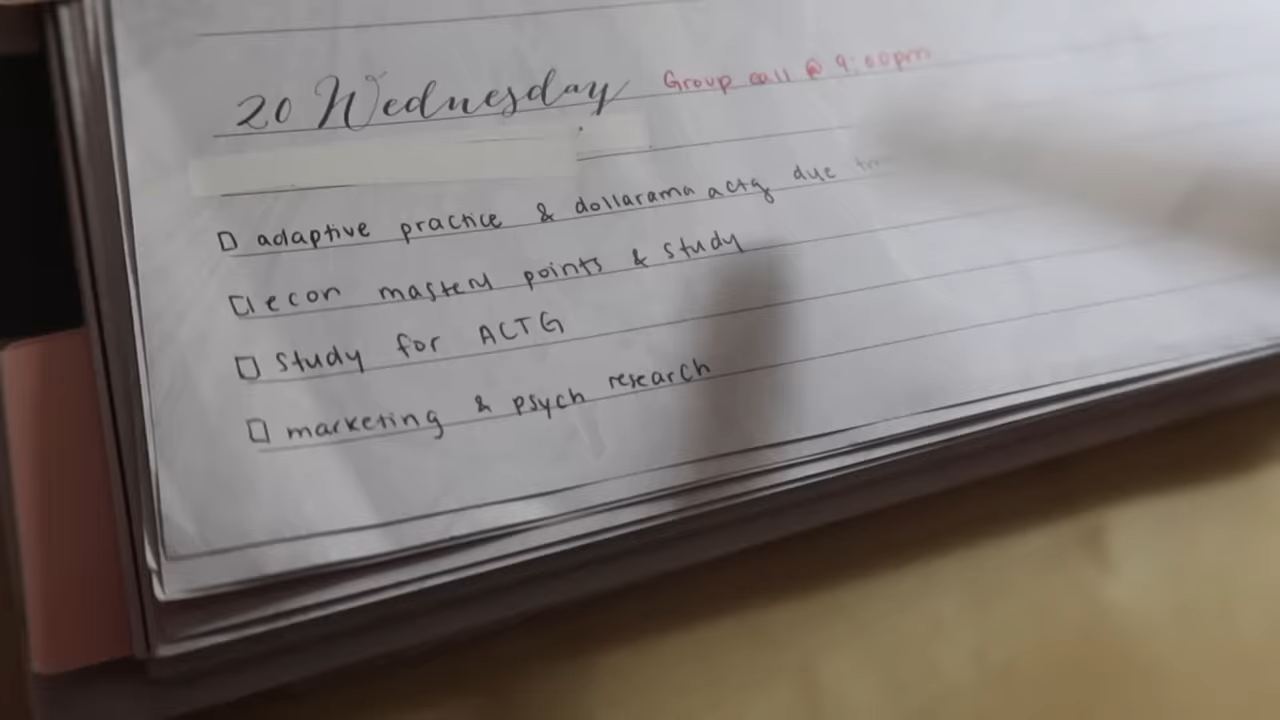 20 Wednesday Group call @ 9:00pm
adaptive practice & dollarama actg due
econ mastery points & study
study for ACTG
marketing & psych research